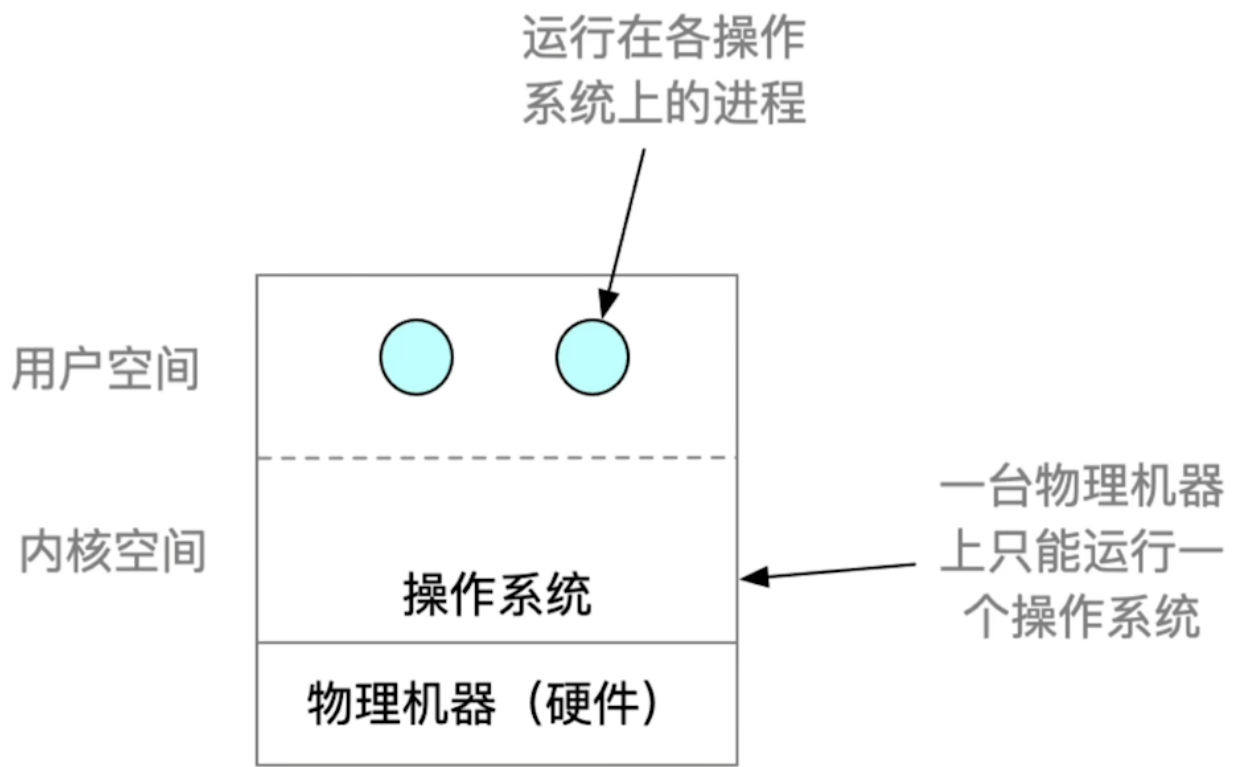 运行在各操作
系统上的进程
用户空间
内核空间
一台物理机器
上只能运行一
个操作系统
操作系统
物理机器（硬件）